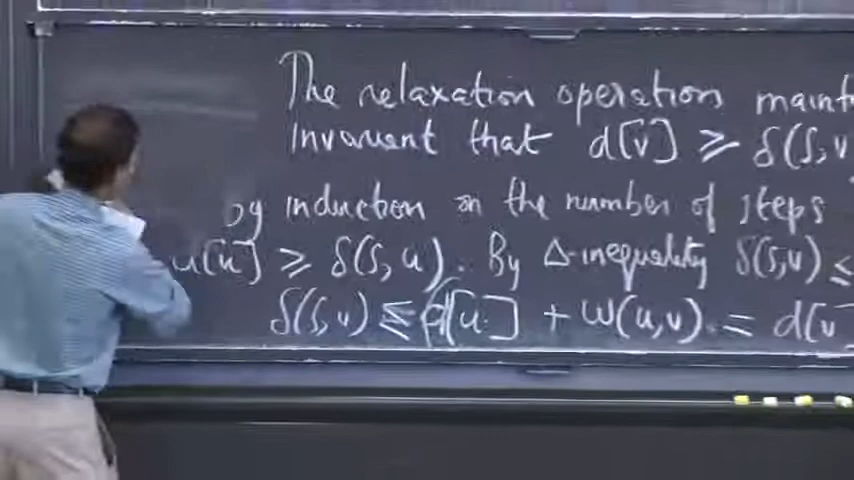 The relaxation operation maint
invariant that d[v] ≥ δ(s,v
By induction on the number of steps
d[u] ≥ δ(s,u). By Δ-inequality δ(s,v) ≤
δ(s,v) ≤ d[u] + w(u,v) = d[v